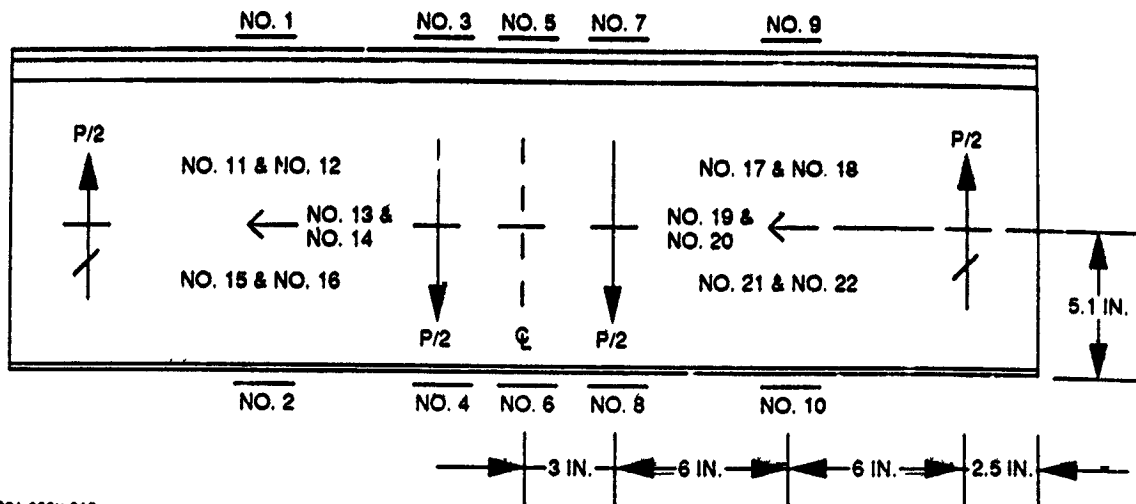 NO. 1 NO. 3 NO. 5 NO. 7 NO. 9
P/2 P/2
NO. 11 & NO. 12 NO. 17 & NO. 18
NO. 13 & NO. 19 &
NO. 14 NO. 20
NO. 15 & NO. 16 NO. 21 & NO. 22
5.1 IN.
P/2 ℄ P/2
NO. 2 NO. 4 NO. 6 NO. 8 NO. 10
3 IN. 6 IN. 6 IN. 2.5 IN.